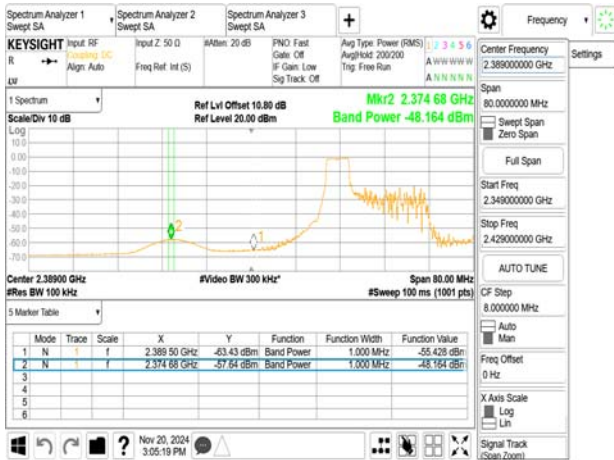 Spectrum Analyzer 1
Swept SA
Spectrum Analyzer 2
Swept SA
Spectrum Analyzer 3
Swept SA
+
Frequency
Settings
KEYSIGHT
R
Input: RF
Coupling: DC
Align: Auto
Input Z: 50 Ω
Freq Ref: Int (S)
#Atten: 20 dB
PNO: Fast
Gate: Off
IF Gain: Low
Sig Track: Off
Avg Type: Power (RMS)
Avg|Hold: 200/200
Trig: Free Run
1 2 3 4 5 6
A W W W W W
A N N N N N
1 Spectrum
Scale/Div 10 dB
Log
Ref Lvl Offset 10.80 dB
Ref Level 20.00 dBm
Mkr2 2.374 68 GHz
Band Power -48.164 dBm
10.0
0.00
-10.0
-20.0
-30.0
-40.0
-50.0
-60.0
-70.0
2
1
Center 2.38900 GHz
#Res BW 100 kHz
#Video BW 300 kHz*
Span 80.00 MHz
#Sweep 100 ms (1001 pts)
5 Marker Table
Mode Trace Scale X Y Function Function Width Function Value
1 N 1 f 2.389 50 GHz -63.43 dBm Band Power 1.000 MHz -55.428 dBm
2 N 1 f 2.374 68 GHz -57.64 dBm Band Power 1.000 MHz -48.164 dBm
3
4
5
6
?
Nov 20, 2024
3:05:19 PM
Center Frequency
2.389000000 GHz
Span
80.0000000 MHz
Swept Span
Zero Span
Full Span
Start Freq
2.349000000 GHz
Stop Freq
2.429000000 GHz
AUTO TUNE
CF Step
8.000000 MHz
Auto
Man
Freq Offset
0 Hz
X Axis Scale
Log
Lin
Signal Track
(Span Zoom)